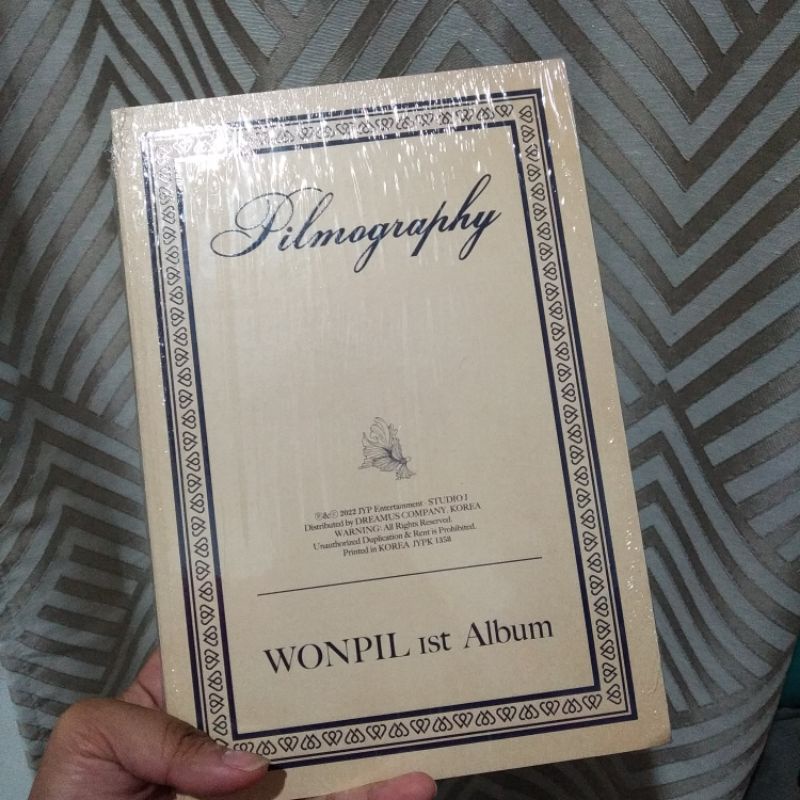 Pilmography
Ⓟ&ⓒ 2022 JYP Entertainment · STUDIO J
Distributed by DREAMUS COMPANY, KOREA
WARNING: All Rights Reserved.
Unauthorized Duplication & Rent is Prohibited.
Printed in KOREA JYPK 1358
WONPIL 1st Album